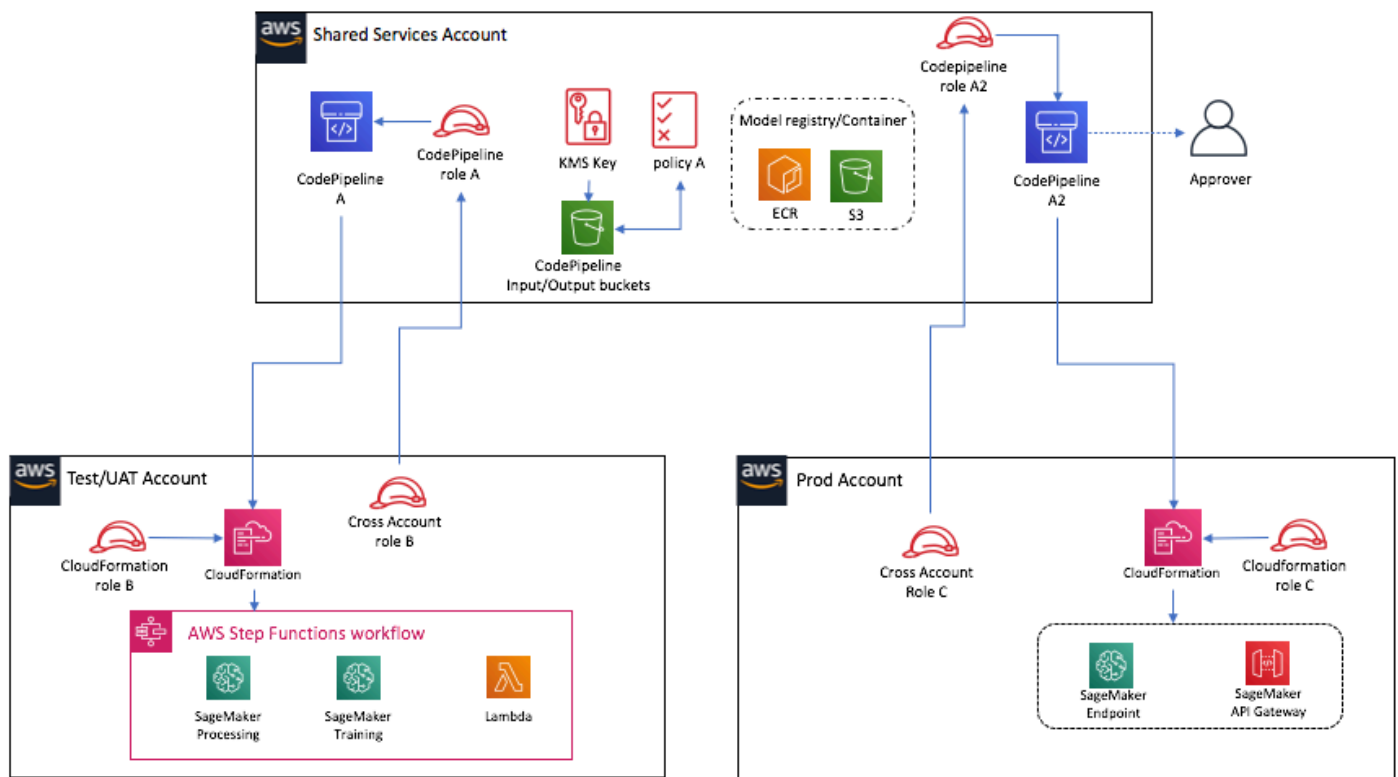 aws
Shared Services Account
CodePipeline
A
CodePipeline
role A
KMS Key
policy A
CodePipeline
Input/Output buckets
Model registry/Container
ECR
S3
Codepipeline
role A2
CodePipeline
A2
Approver
aws
Test/UAT Account
CloudFormation
role B
CloudFormation
Cross Account
role B
AWS Step Functions workflow
SageMaker
Processing
SageMaker
Training
Lambda
aws
Prod Account
Cross Account
Role C
CloudFormation
Cloudformation
role C
SageMaker
Endpoint
SageMaker
API Gateway